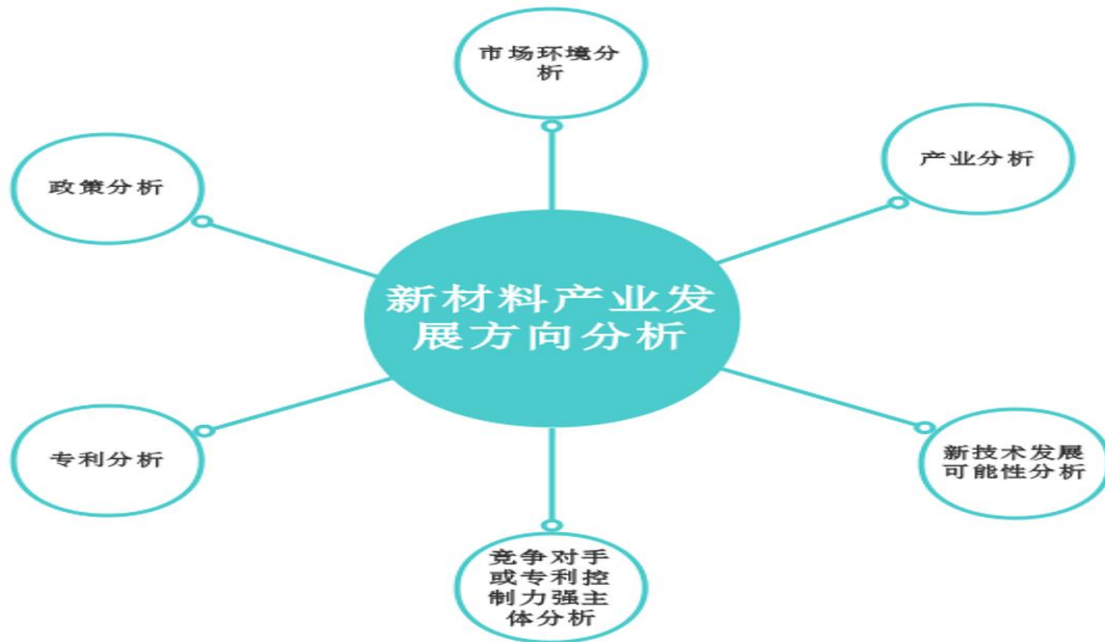 市场环境分
析
产业分析
政策分析
新材料产业发
展方向分析
专利分析
新技术发展
可能性分析
竞争对手
或专利控
制力强主
体分析